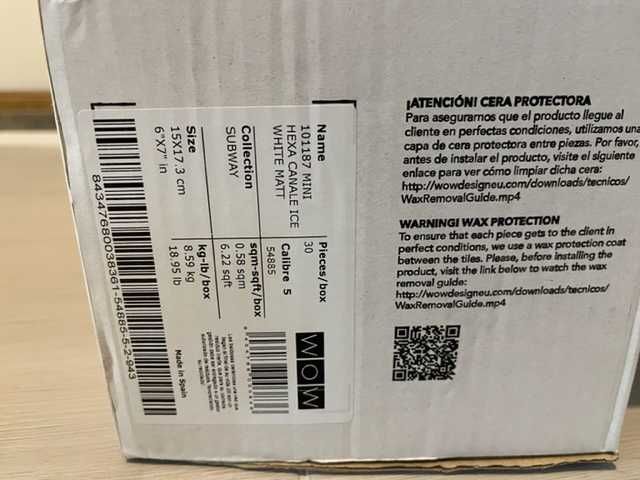 ¡ATENCIÓN! CERA PROTECTORA
Para asegurarnos que el producto llegue al
cliente en perfectas condiciones, utilizamos una
capa de cera protectora entre piezas. Por favor,
antes de instalar el producto, visite el siguiente
enlace para ver cómo limpiar dicha cera:
http://wowdesigneu.com/downloads/tecnicos/
WaxRemovalGuide.mp4
WARNING! WAX PROTECTION
To ensure that each piece gets to the client in
perfect conditions, we use a wax protection coat
between the tiles. Please, before installing the
product, visit the link below to watch the wax
removal guide:
http://wowdesigneu.com/downloads/tecnicos/
WaxRemovalGuide.mp4
Name
101187 MINI
HEXA CANALE ICE
WHITE MATT
Collection
SUBWAY
Size
15X17.3 cm
6"X7" in
Pieces/box
30
Calibre 5
54885
sqm-sqft/box
0.58 sqm
6.22 sqft
kg-lb/box
8.59 kg
18.95 lb
WOW
Made in Spain
8434768003836­1-54885-5-2-943